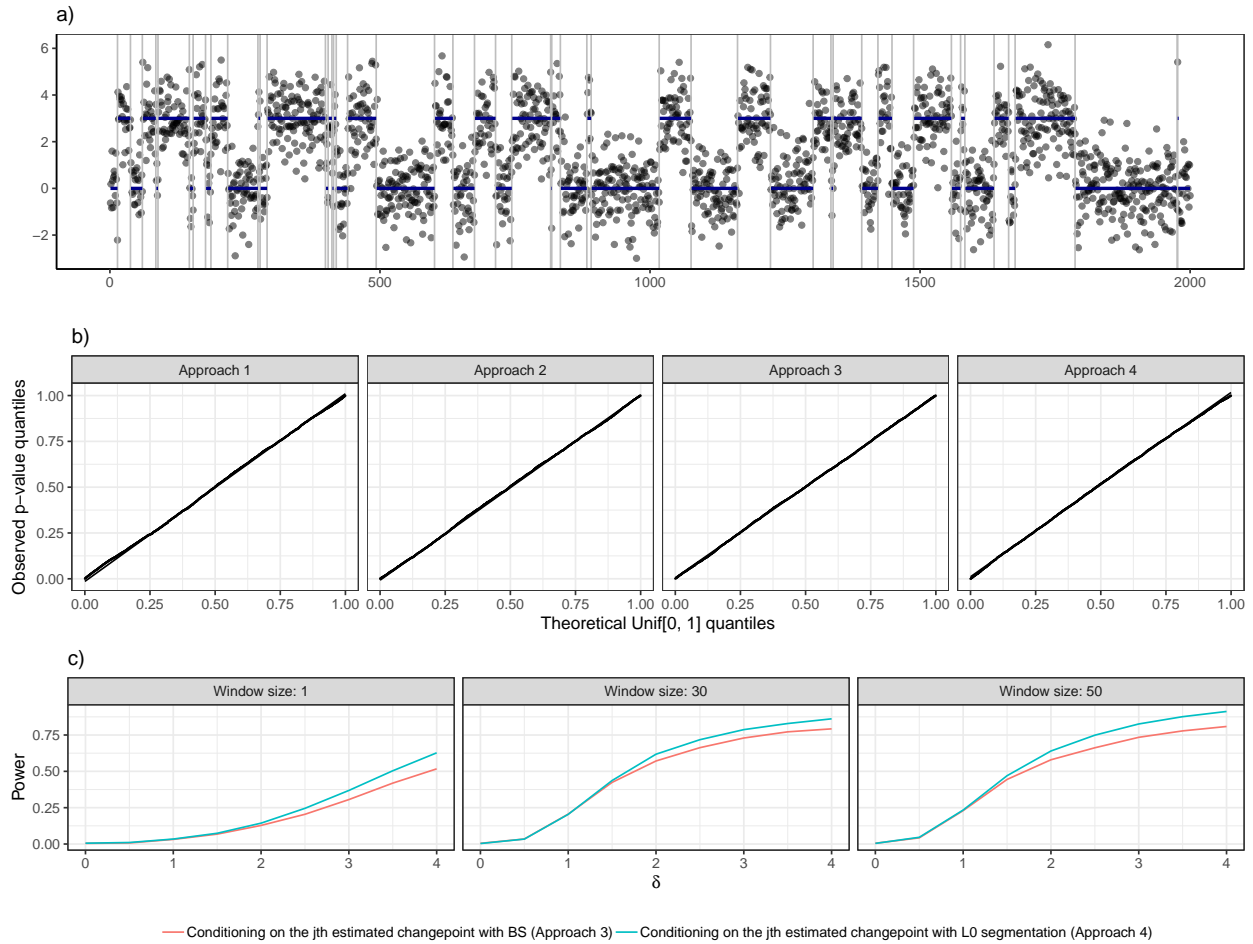 a)
6
4
2
0
−2
0
500
1000
1500
2000
b)
Approach 1
Approach 2
Approach 3
Approach 4
Observed p−value quantiles
1.00
0.75
0.50
0.25
0.00
0.00 0.25 0.50 0.75 1.00
0.00 0.25 0.50 0.75 1.00
0.00 0.25 0.50 0.75 1.00
0.00 0.25 0.50 0.75 1.00
Theoretical Unif[0, 1] quantiles
c)
Window size: 1
Window size: 30
Window size: 50
Power
0.75
0.50
0.25
0.00
0 1 2 3 4
0 1 2 3 4
0 1 2 3 4
δ
Conditioning on the jth estimated changepoint with BS (Approach 3)
Conditioning on the jth estimated changepoint with L0 segmentation (Approach 4)